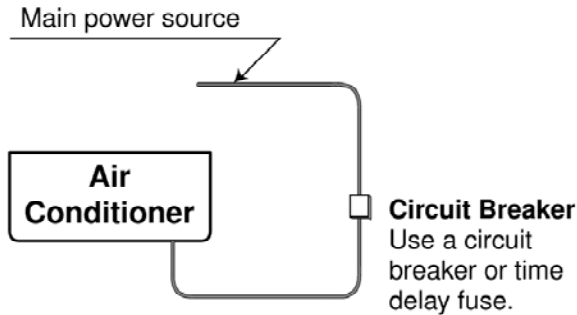 Main power source
Air
Conditioner
Circuit Breaker
Use a circuit
breaker or time
delay fuse.